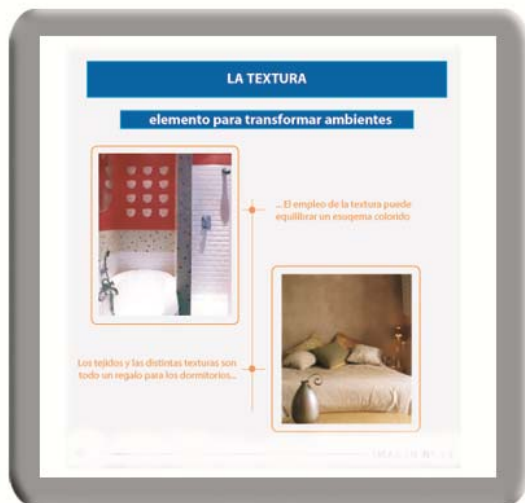 LA TEXTURA
elemento para transformar ambientes
...El empleo de la textura puede
equilibrar un esuqema colorido
Los tejidos y las distintas texturas son
todo un regalo para los dormitorios...